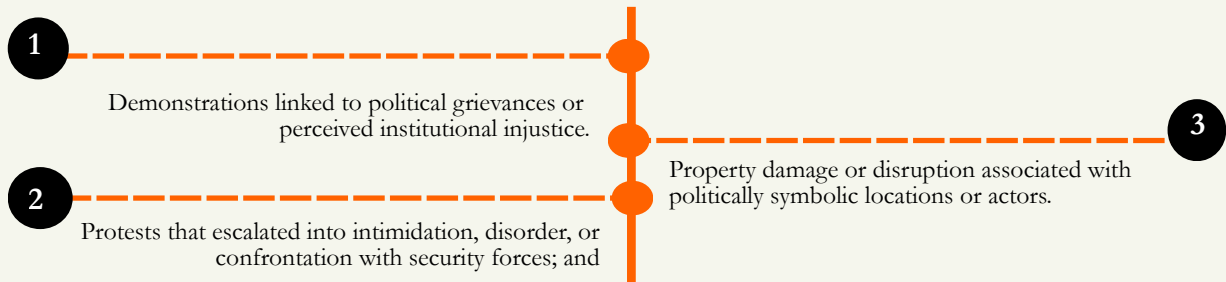 1
Demonstrations linked to political grievances or
perceived institutional injustice.
2
Protests that escalated into intimidation, disorder, or
confrontation with security forces; and
3
Property damage or disruption associated with
politically symbolic locations or actors.